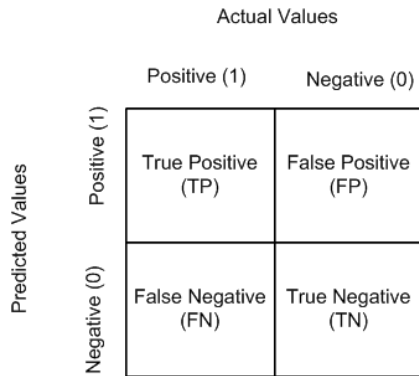 Actual Values
Positive (1)
Negative (0)
Predicted Values
Positive (1)
True Positive
(TP)
False Positive
(FP)
Negative (0)
False Negative
(FN)
True Negative
(TN)